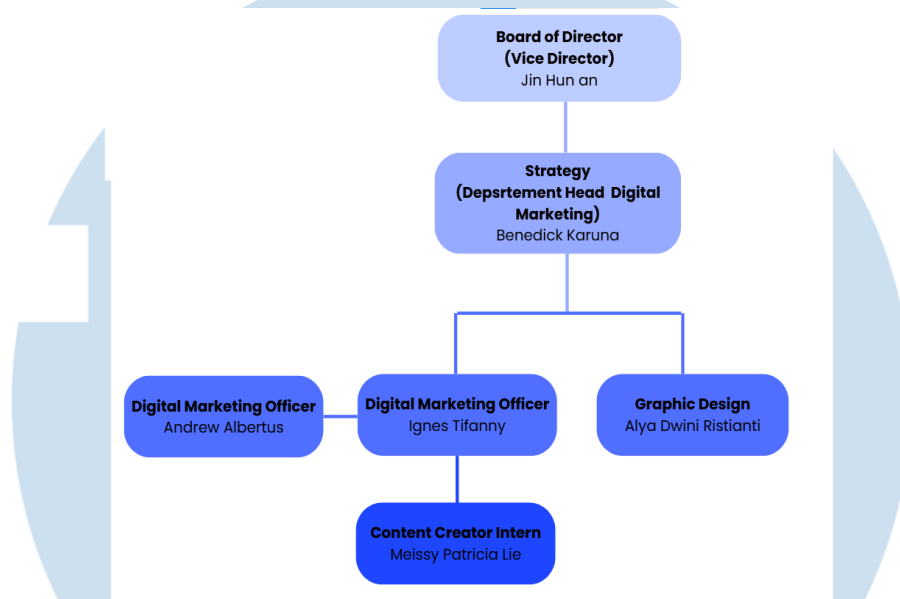 Board of Director
(Vice Director)
Jin Hun an
Strategy
(Depsrtement Head Digital
Marketing)
Benedick Karuna
Digital Marketing Officer
Andrew Albertus
Digital Marketing Officer
Ignes Tifanny
Graphic Design
Alya Dwini Ristianti
Content Creator Intern
Meissy Patricia Lie